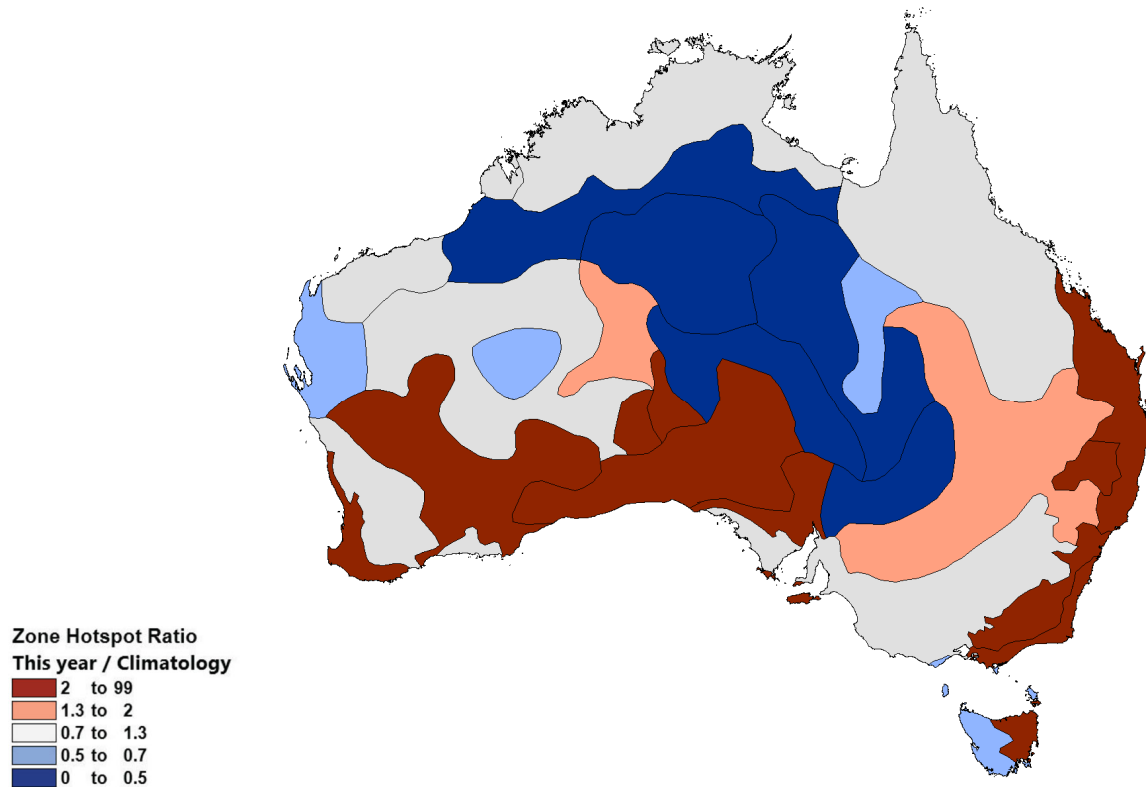 Zone Hotspot Ratio
This year / Climatology
2 to 99
1.3 to 2
0.7 to 1.3
0.5 to 0.7
0 to 0.5